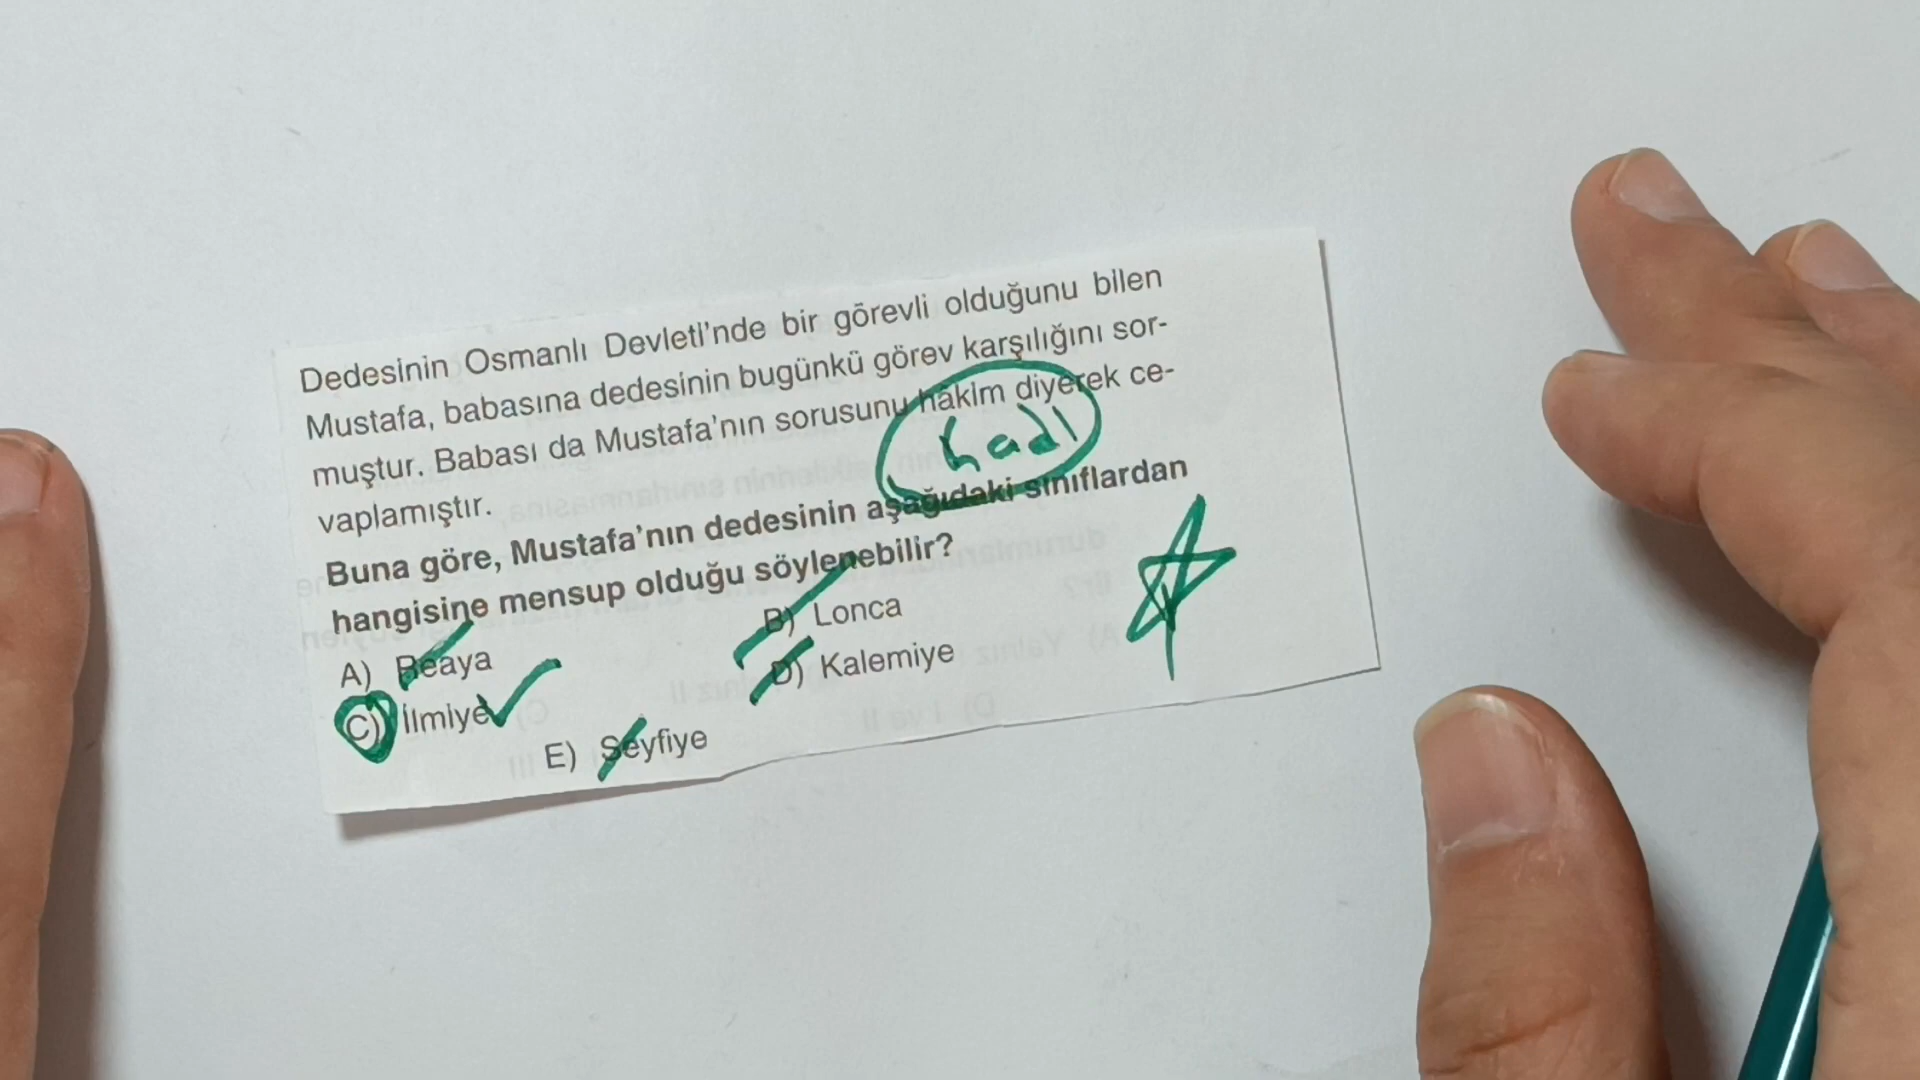 Dedesinin Osmanlı Devleti'nde bir görevli olduğunu bilen
Mustafa, babasına dedesinin bugünkü görev karşılığını sor-
muştur. Babası da Mustafa'nın sorusunu hâkim diyerek ce-
vaplamıştır.
kadı
Buna göre, Mustafa'nın dedesinin aşağıdaki sınıflardan
hangisine mensup olduğu söylenebilir?
A) Reaya
B) Lonca
C) İlmiye
D) Kalemiye
E) Seyfiye